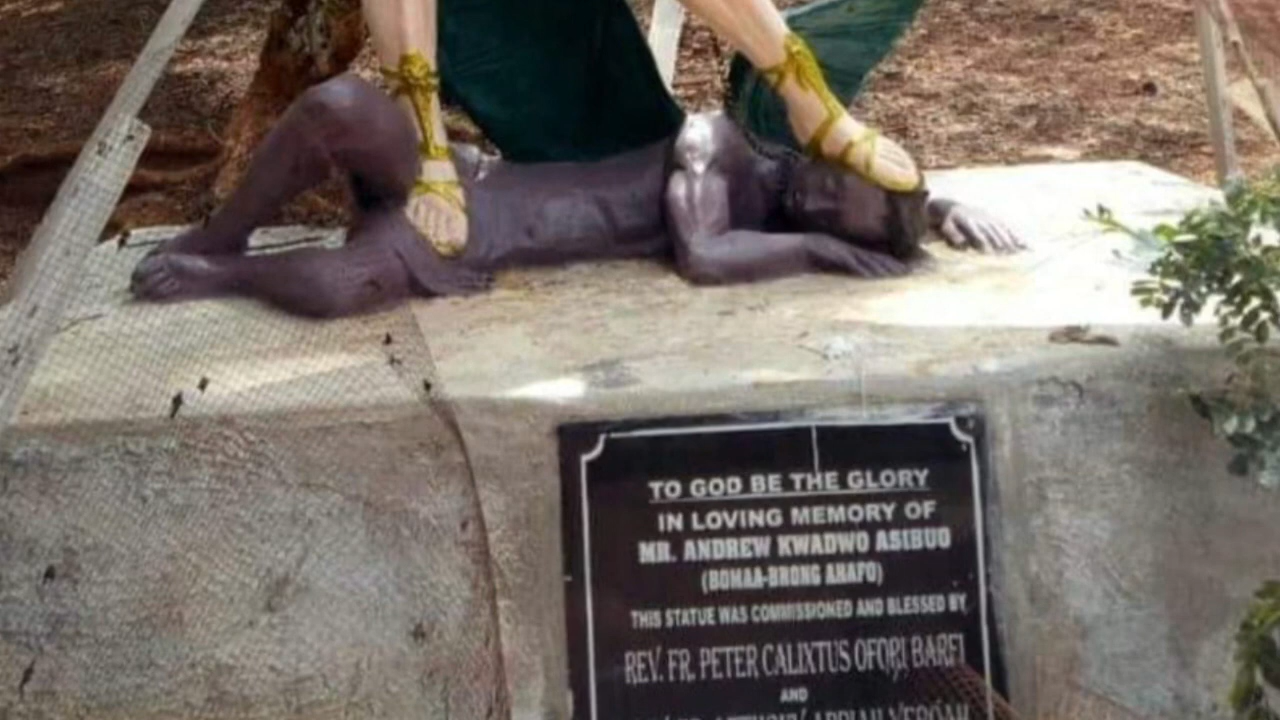 TO GOD BE THE GLORY
IN LOVING MEMORY OF
MR. ANDREW KWADWO ASIBUO
(BOMAA-BRONG AHAFO)
THIS STATUE WAS COMMISSIONED AND BLESSED BY
REV. FR. PETER CALIXTUS OFORI BARFI
AND